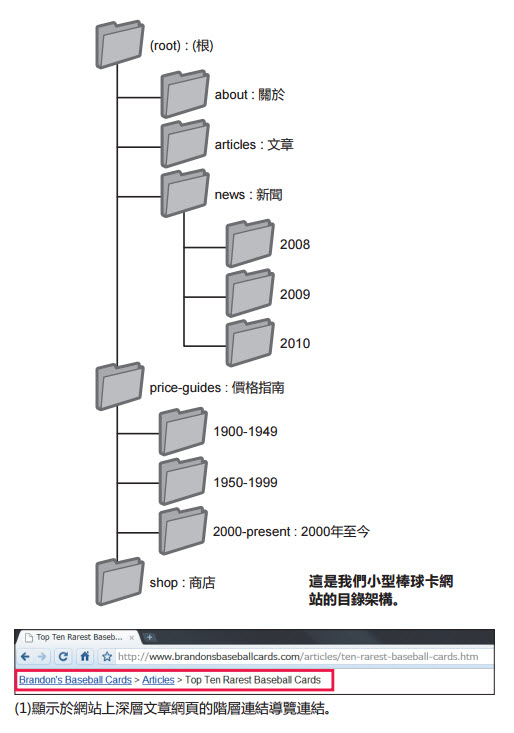 (root) : (根)
about : 關於
articles : 文章
news : 新聞
2008
2009
2010
price-guides : 價格指南
1900-1949
1950-1999
2000-present : 2000年至今
shop : 商店
這是我們小型棒球卡網
站的目錄架構。
Top Ten Rarest Baseb...
http://www.brandonsbaseballcards.com/articles/ten-rarest-baseball-cards.htm
Brandon's Baseball Cards > Articles > Top Ten Rarest Baseball Cards
(1)顯示於網站上深層文章網頁的階層連結導覽連結。